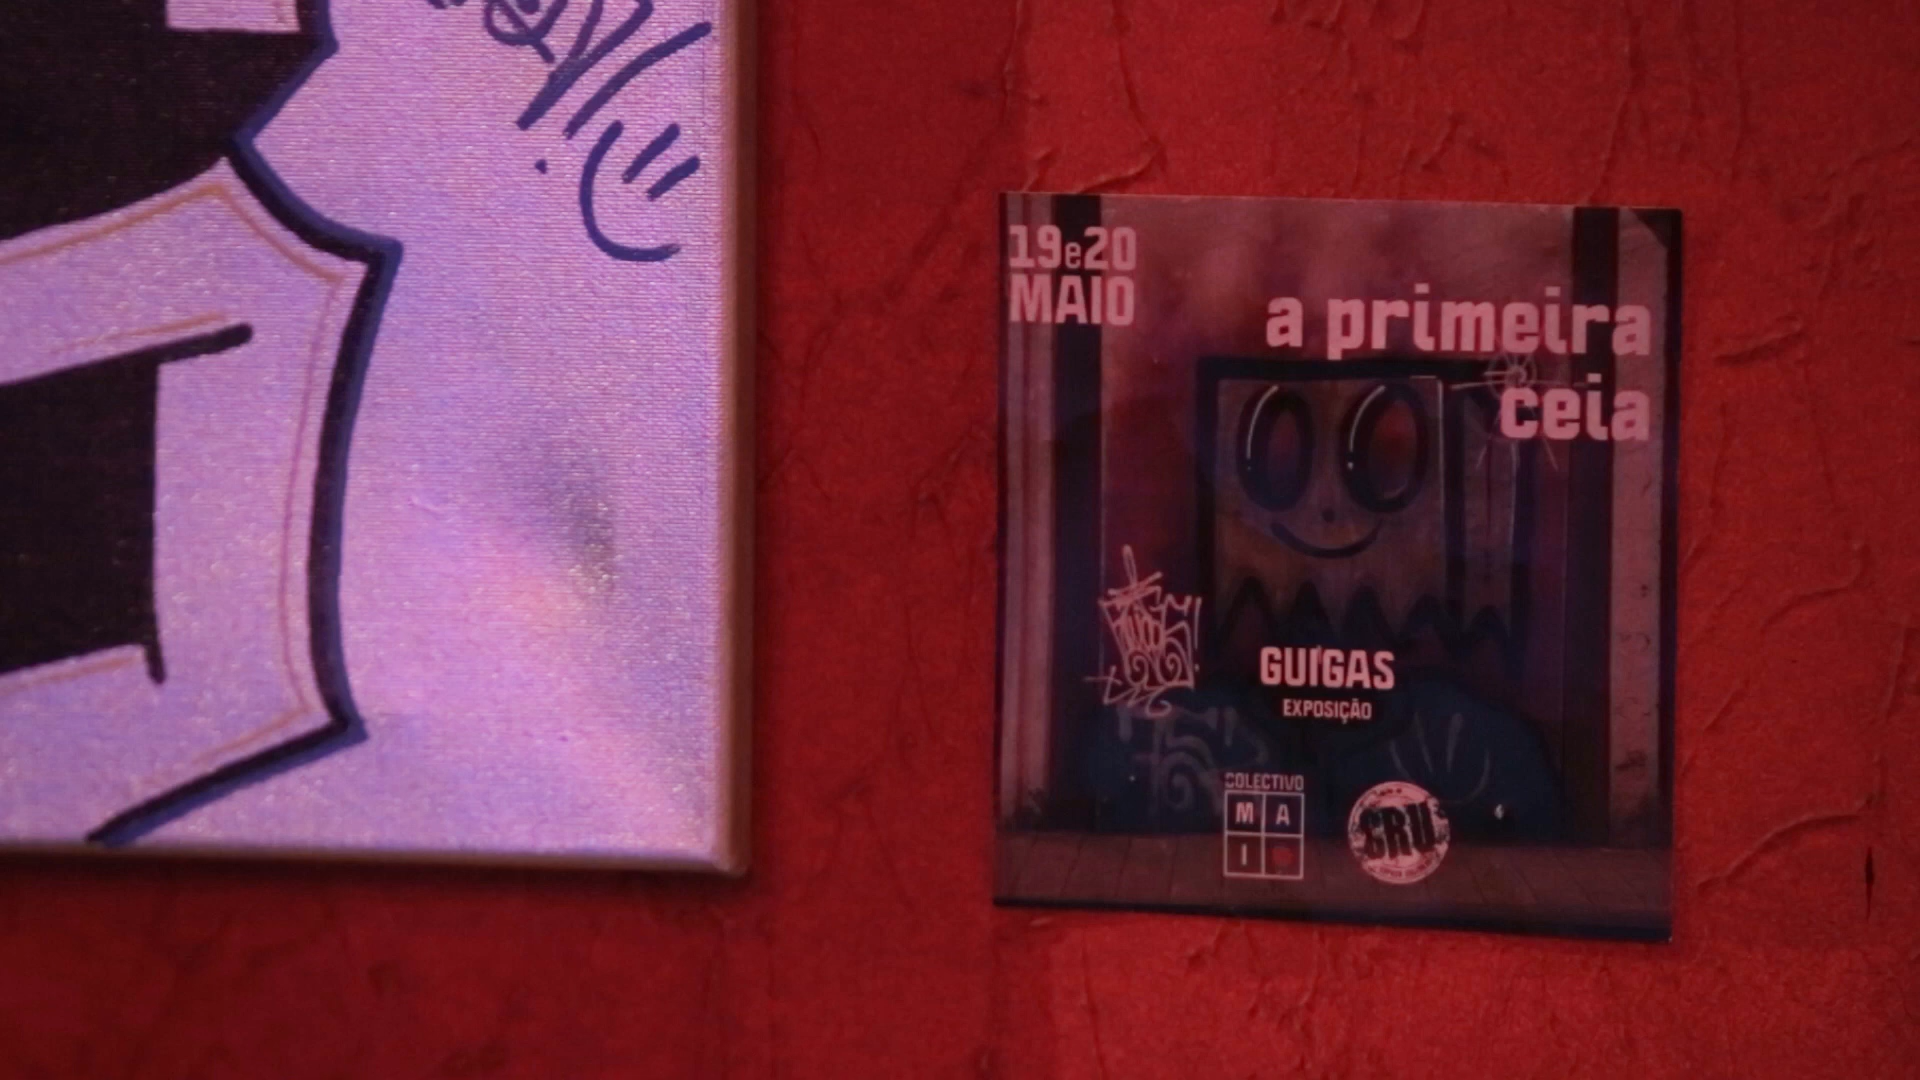 19e20
MAIO
a primeira
ceia
GUIGAS
EXPOSIÇÃO
COLECTIVO
M A
I
CRU